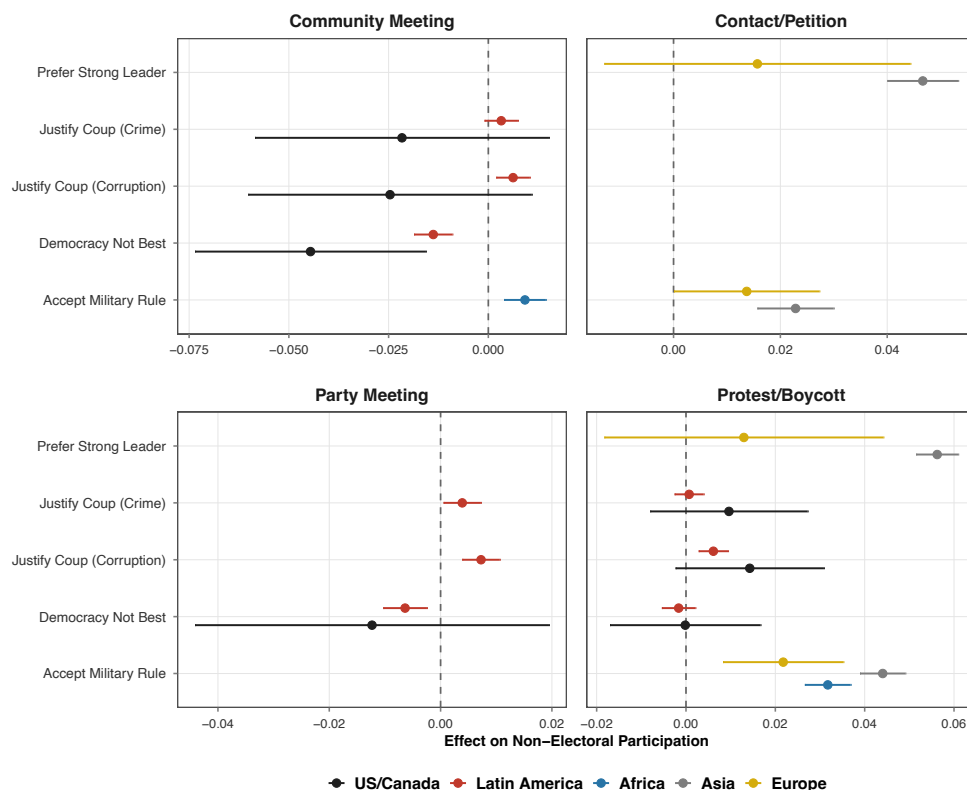 Community Meeting
Contact/Petition
Prefer Strong Leader
Justify Coup (Crime)
Justify Coup (Corruption)
Democracy Not Best
Accept Military Rule
−0.075 −0.050 −0.025 0.000
0.00 0.02 0.04
Party Meeting
Protest/Boycott
Prefer Strong Leader
Justify Coup (Crime)
Justify Coup (Corruption)
Democracy Not Best
Accept Military Rule
−0.04 −0.02 0.00 0.02
−0.02 0.00 0.02 0.04 0.06
Effect on Non−Electoral Participation
US/Canada Latin America Africa Asia Europe